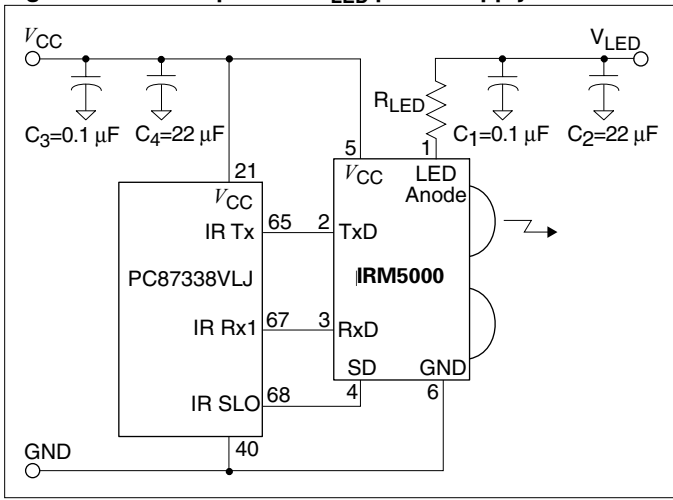 V_CC
V_LED
R_LED
C_3=0.1 μF C_4=22 μF
C_1=0.1 μF C_2=22 μF
5 1
21
V_CC LED
Anode
V_CC
IR Tx 65 2 TxD
PC87338VLJ IRM5000
IR Rx1 67 3 RxD
SD GND
IR SLO 68 4 6
GND 40